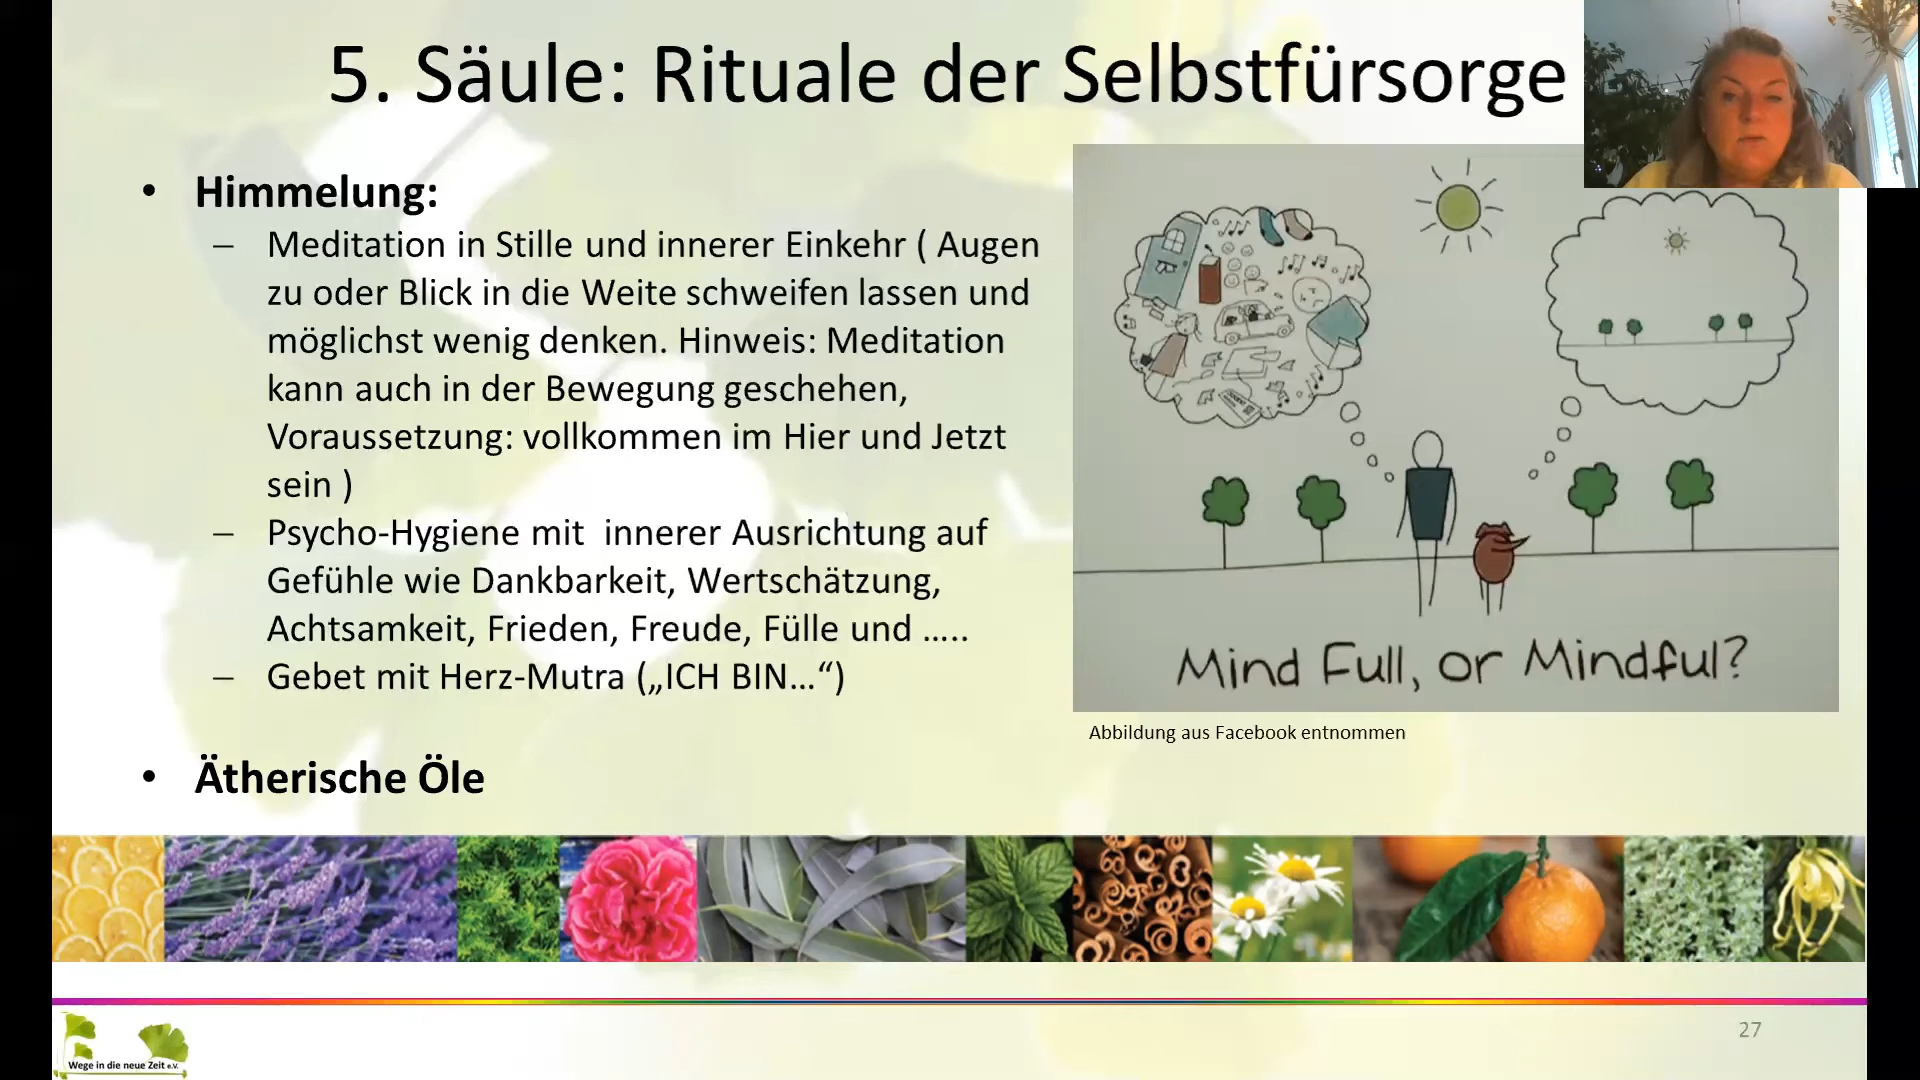 5. Säule: Rituale der Selbstfürsorge
• Himmelung:
– Meditation in Stille und innerer Einkehr ( Augen
zu oder Blick in die Weite schweifen lassen und
möglichst wenig denken. Hinweis: Meditation
kann auch in der Bewegung geschehen,
Voraussetzung: vollkommen im Hier und Jetzt
sein )
– Psycho-Hygiene mit  innerer Ausrichtung auf
Gefühle wie Dankbarkeit, Wertschätzung,
Achtsamkeit, Frieden, Freude, Fülle und …..
– Gebet mit Herz-Mutra („ICH BIN…“)
• Ätherische Öle
Mind Full, or Mindful?
Abbildung aus Facebook entnommen
Wege in die neue Zeit e.V.
27